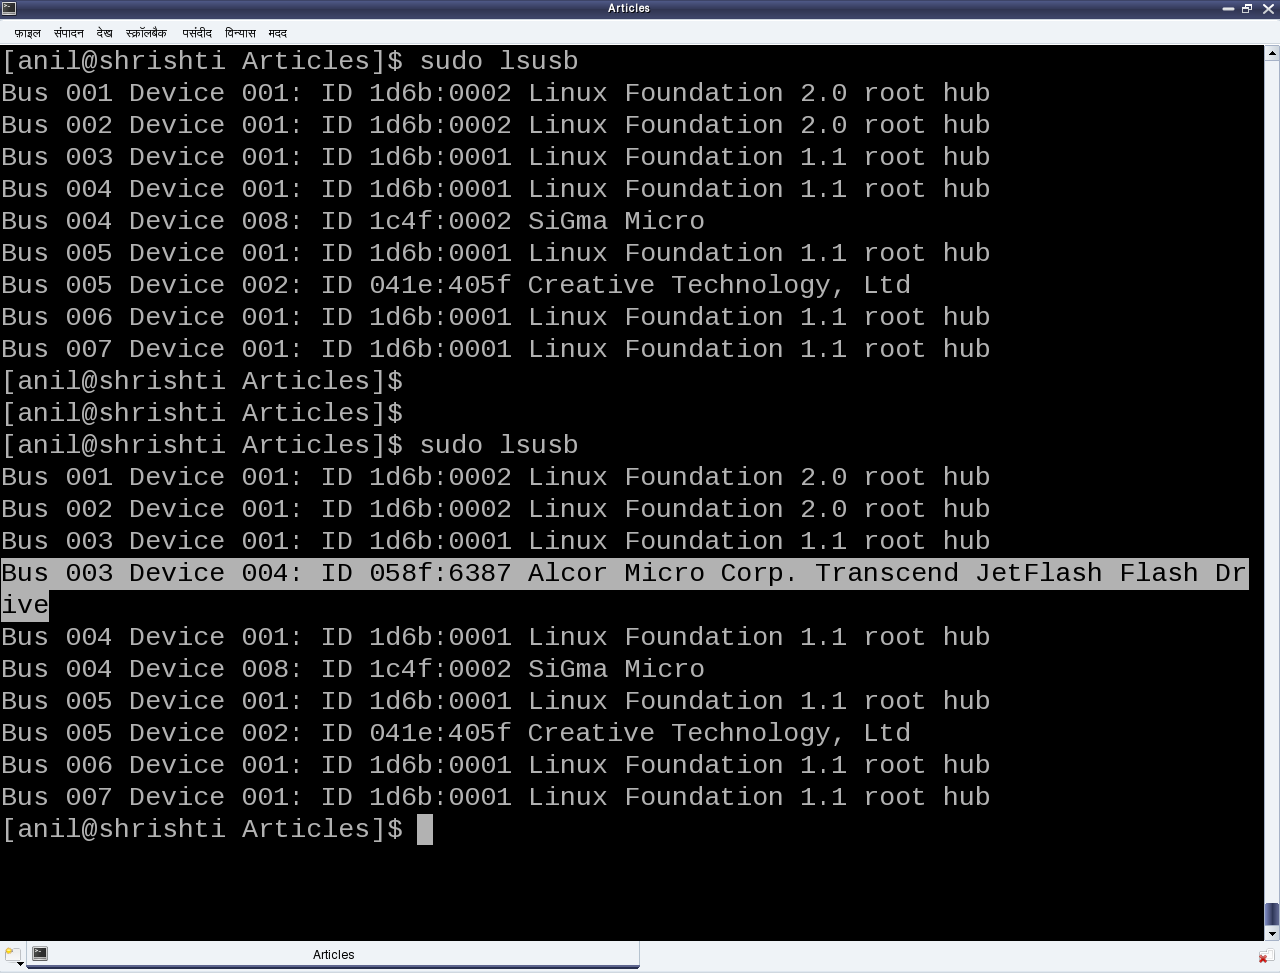 Articles
फ़ाइल संपादन देख स्क्रॉलबैक पसंदीद विन्यास मदद
[anil@shrishti Articles]$ sudo lsusb
Bus 001 Device 001: ID 1d6b:0002 Linux Foundation 2.0 root hub
Bus 002 Device 001: ID 1d6b:0002 Linux Foundation 2.0 root hub
Bus 003 Device 001: ID 1d6b:0001 Linux Foundation 1.1 root hub
Bus 004 Device 001: ID 1d6b:0001 Linux Foundation 1.1 root hub
Bus 004 Device 008: ID 1c4f:0002 SiGma Micro
Bus 005 Device 001: ID 1d6b:0001 Linux Foundation 1.1 root hub
Bus 005 Device 002: ID 041e:405f Creative Technology, Ltd
Bus 006 Device 001: ID 1d6b:0001 Linux Foundation 1.1 root hub
Bus 007 Device 001: ID 1d6b:0001 Linux Foundation 1.1 root hub
[anil@shrishti Articles]$
[anil@shrishti Articles]$
[anil@shrishti Articles]$ sudo lsusb
Bus 001 Device 001: ID 1d6b:0002 Linux Foundation 2.0 root hub
Bus 002 Device 001: ID 1d6b:0002 Linux Foundation 2.0 root hub
Bus 003 Device 001: ID 1d6b:0001 Linux Foundation 1.1 root hub
Bus 003 Device 004: ID 058f:6387 Alcor Micro Corp. Transcend JetFlash Flash Dr
ive
Bus 004 Device 001: ID 1d6b:0001 Linux Foundation 1.1 root hub
Bus 004 Device 008: ID 1c4f:0002 SiGma Micro
Bus 005 Device 001: ID 1d6b:0001 Linux Foundation 1.1 root hub
Bus 005 Device 002: ID 041e:405f Creative Technology, Ltd
Bus 006 Device 001: ID 1d6b:0001 Linux Foundation 1.1 root hub
Bus 007 Device 001: ID 1d6b:0001 Linux Foundation 1.1 root hub
[anil@shrishti Articles]$
Articles